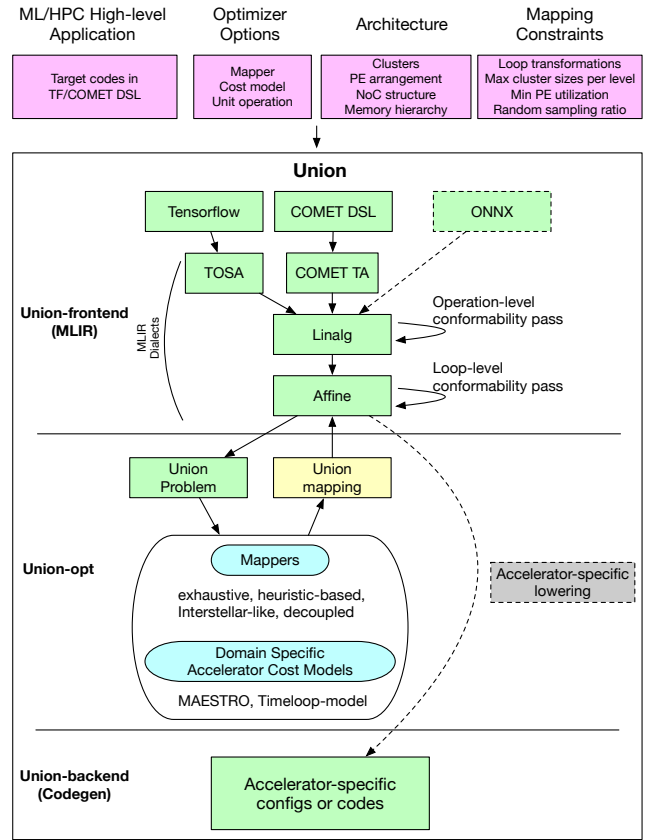 ML/HPC High-level
Application
Optimizer
Options
Architecture
Mapping
Constraints
Target codes in
TF/COMET DSL
Mapper
Cost model
Unit operation
Clusters
PE arrangement
NoC structure
Memory hierarchy
Loop transformations
Max cluster sizes per level
Min PE utilization
Random sampling ratio
Union
Tensorflow
COMET DSL
ONNX
TOSA
COMET TA
Union-frontend
(MLIR)
MLIR
Dialects
Linalg
Operation-level
conformability pass
Affine
Loop-level
conformability pass
Union
Problem
Union
mapping
Union-opt
Mappers
exhaustive, heuristic-based,
Interstellar-like, decoupled
Domain Specific
Accelerator Cost Models
MAESTRO, Timeloop-model
Accelerator-specific
lowering
Union-backend
(Codegen)
Accelerator-specific
configs or codes